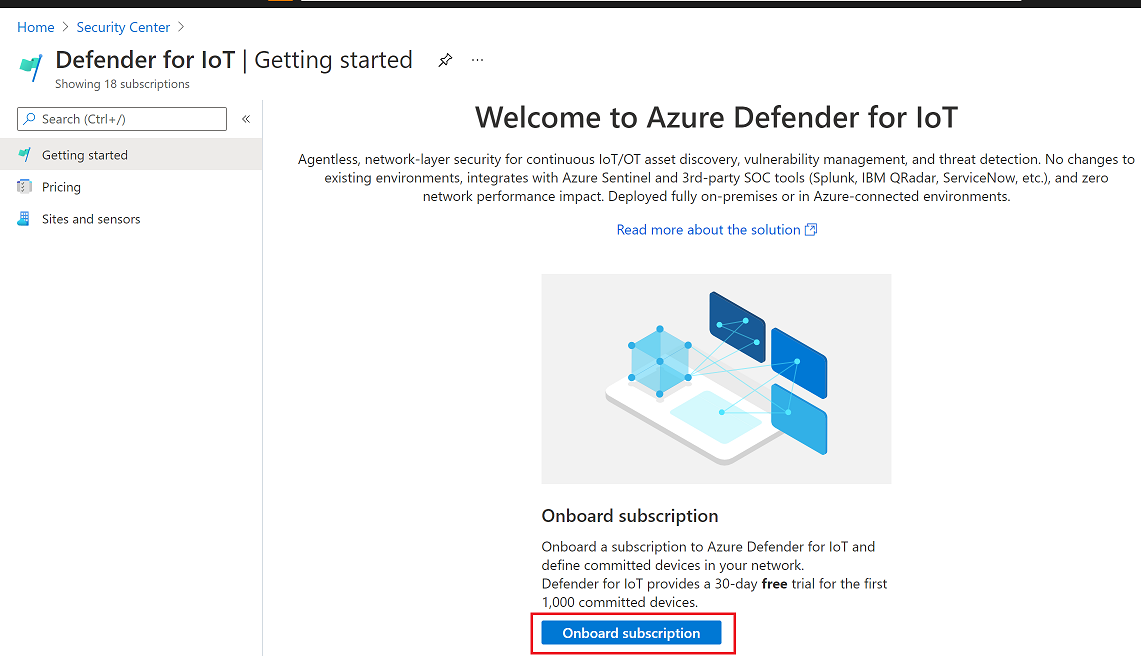 Home > Security Center >
Defender for IoT | Getting started
Showing 18 subscriptions
Search (Ctrl+/)
Getting started
Pricing
Sites and sensors
Welcome to Azure Defender for IoT
Agentless, network-layer security for continuous IoT/OT asset discovery, vulnerability management, and threat detection. No changes to
existing environments, integrates with Azure Sentinel and 3rd-party SOC tools (Splunk, IBM QRadar, ServiceNow, etc.), and zero
network performance impact. Deployed fully on-premises or in Azure-connected environments.
Read more about the solution
Onboard subscription
Onboard a subscription to Azure Defender for IoT and
define committed devices in your network.
Defender for IoT provides a 30-day free trial for the first
1,000 committed devices.
Onboard subscription